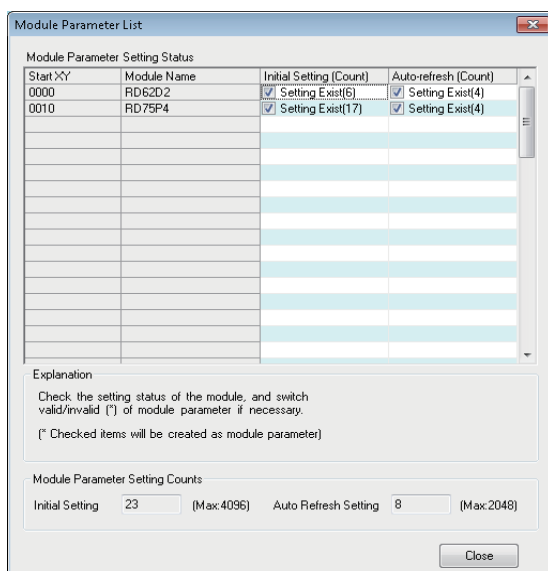 Module Parameter List
Module Parameter Setting Status
Start XY Module Name Initial Setting (Count) Auto-refresh (Count)
0000 RD62D2 Setting Exist(6) Setting Exist(4)
0010 RD75P4 Setting Exist(17) Setting Exist(4)
Explanation
Check the setting status of the module, and switch
valid/invalid (*) of module parameter if necessary.
(* Checked items will be created as module parameter)
Module Parameter Setting Counts
Initial Setting 23 (Max:4096) Auto Refresh Setting 8 (Max:2048)
Close